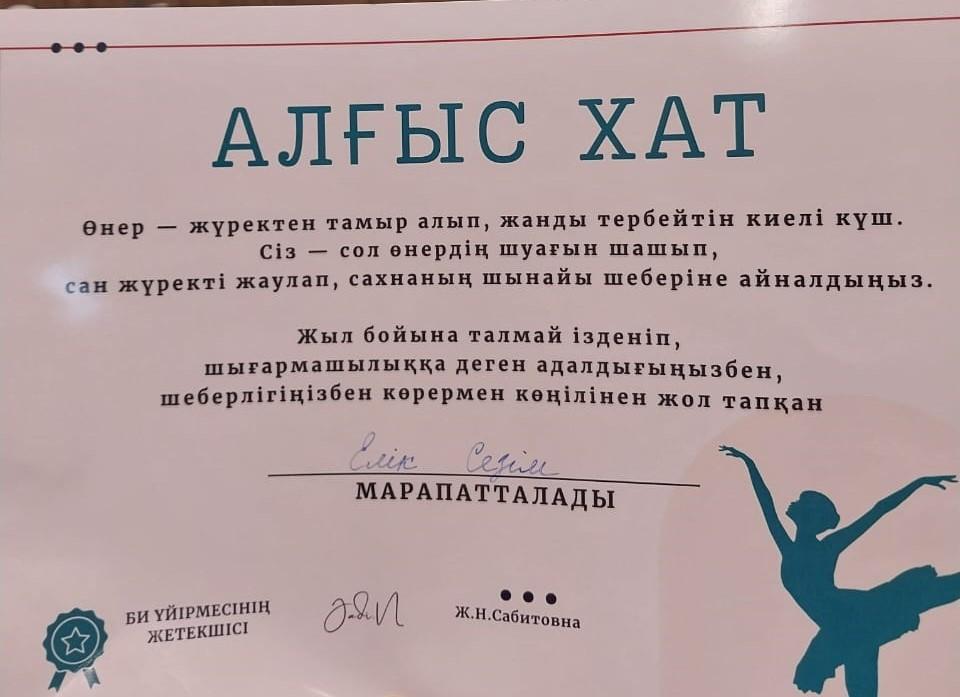 АЛҒЫС ХАТ
Өнер — жүректен тамыр алып, жанды тербейтін киелі күш.
Сіз — сол өнердің шуағын шашып,
сан жүректі жаулап, сахнаның шынайы шеберіне айналдыңыз.
Жыл бойына талмай ізденіп,
шығармашылыққа деген адалдығыңызбен,
шеберлігіңізбен көрермен көңілінен жол тапқан
Елік Сезім
МАРАПАТТАЛАДЫ
БИ ҮЙІРМЕСІНІҢ
ЖЕТЕКШІСІ
Ж.Н.Сабитовна